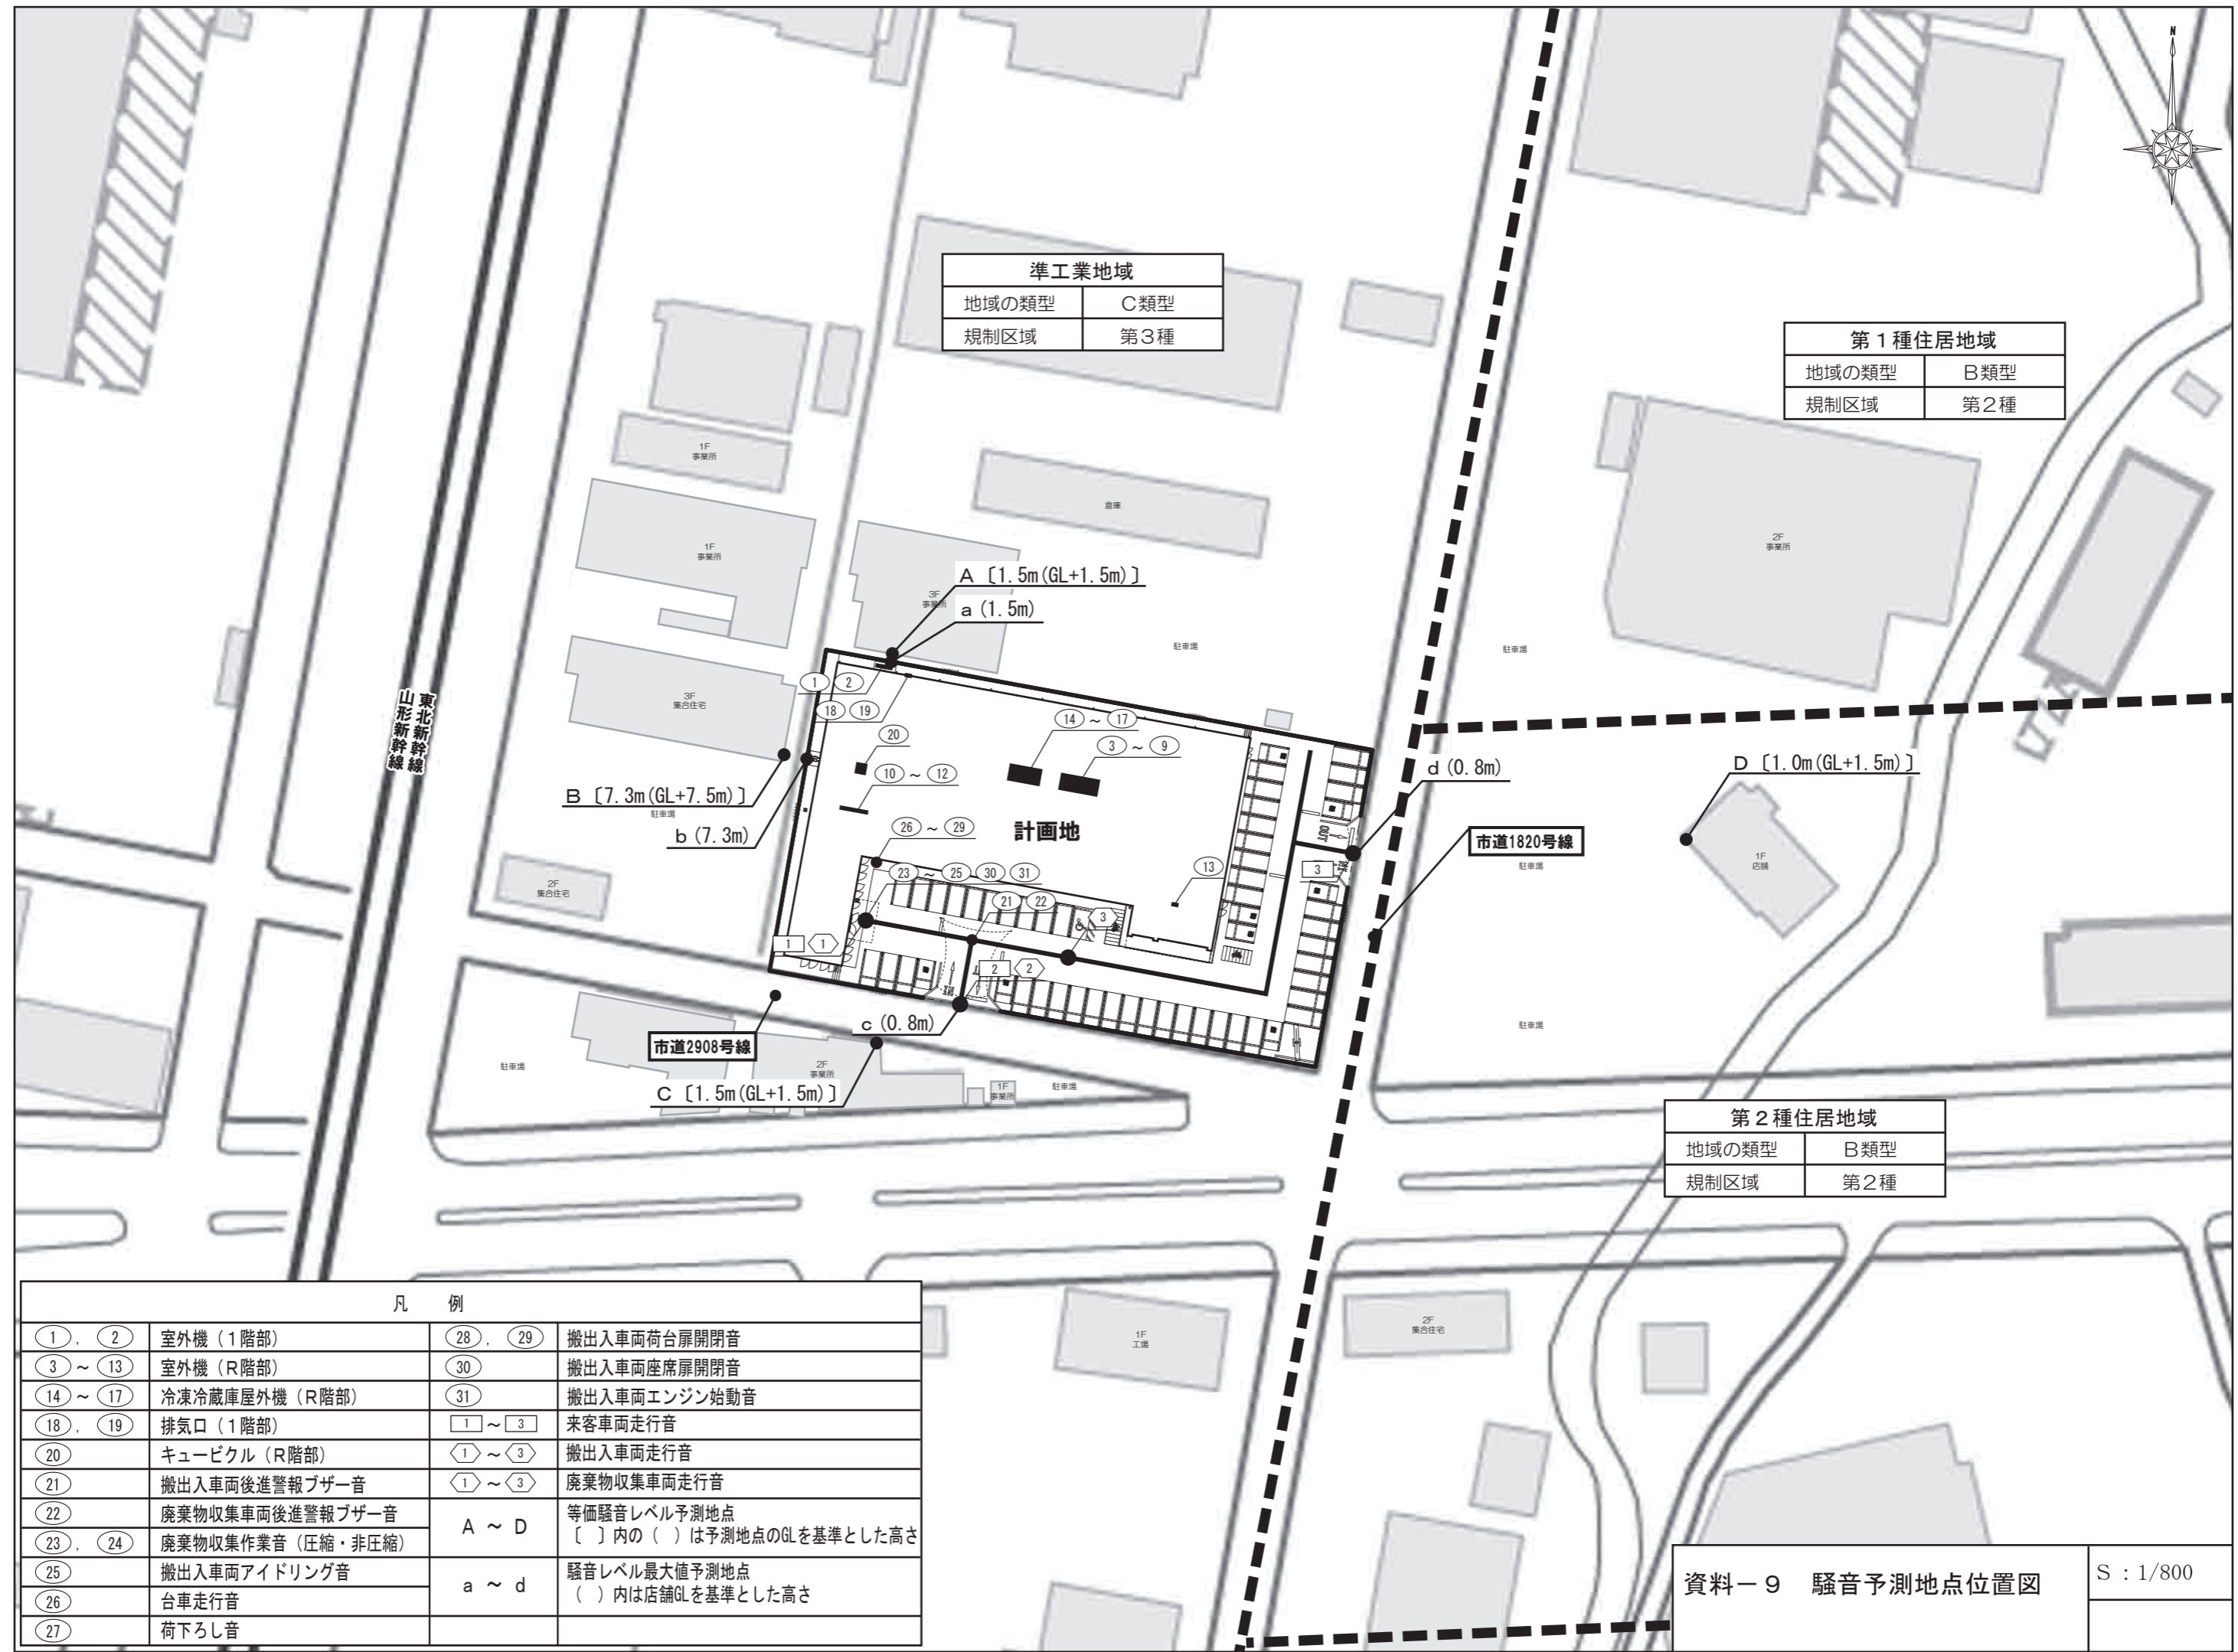 N
準工業地域
地域の類型 C類型
規制区域 第3種
第1種住居地域
地域の類型 B類型
規制区域 第2種
1F
事業所
倉庫
1F
事業所
2F
事業所
A〔1.5m(GL+1.5m)〕
3F
事業所
a(1.5m)
駐車場
駐車場
3F
集合住宅
東北新幹線
山形新幹線
1 2
18 19
20
14 ~ 17
3 ~ 9
10 ~ 12
B〔7.3m(GL+7.5m)〕
駐車場
b(7.3m)
d(0.8m)
D〔1.0m(GL+1.5m)〕
計画地
26 ~ 29
OUT
市道1820号線
駐車場
1F
店舗
13
3
23 ~ 25 30 31
21 22
3
2F
集合住宅
1 1
2 2
c(0.8m)
市道2908号線
駐車場
2F
事業所
C〔1.5m(GL+1.5m)〕
1F
事業所
駐車場
駐車場
第2種住居地域
地域の類型 B類型
規制区域 第2種
1F
工場
2F
集合住宅
凡 例
1, 2 室外機(1階部)
3 ~ 13 室外機(R階部)
14 ~ 17 冷凍冷蔵庫屋外機(R階部)
18, 19 排気口(1階部)
20 キュービクル(R階部)
21 搬出入車両後進警報ブザー音
22 廃棄物収集車両後進警報ブザー音
23, 24 廃棄物収集作業音(圧縮・非圧縮)
25 搬出入車両アイドリング音
26 台車走行音
27 荷下ろし音
28, 29 搬出入車両荷台扉開閉音
30 搬出入車両座席扉開閉音
31 搬出入車両エンジン始動音
1 ~ 3 来客車両走行音
1 ~ 3 搬出入車両走行音
1 ~ 3 廃棄物収集車両走行音
A ~ D 等価騒音レベル予測地点
〔 〕内の( )は予測地点のGLを基準とした高さ
a ~ d 騒音レベル最大値予測地点
( )内は店舗GLを基準とした高さ
資料-9 騒音予測地点位置図
S:1/800